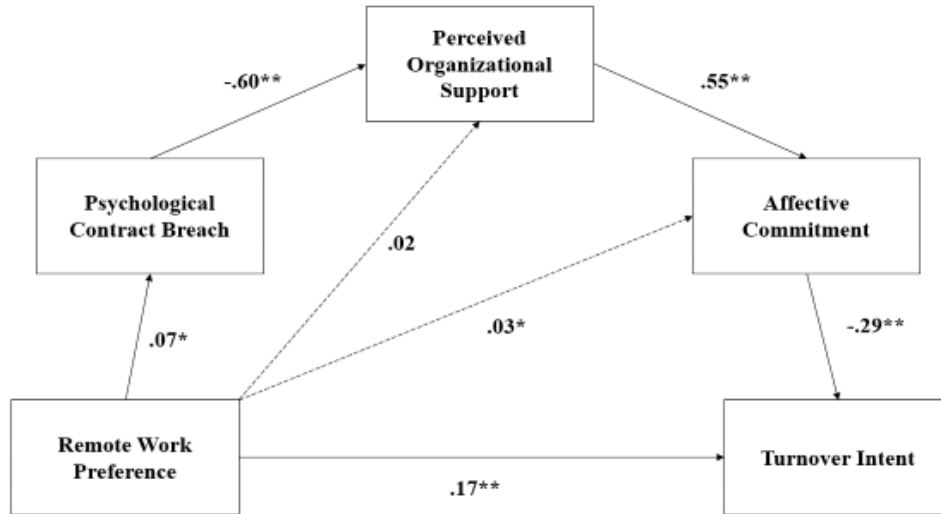 Perceived
Organizational
Support
-.60**
.55**
Psychological
Contract Breach
Affective
Commitment
.02
.03*
.07*
-.29**
Remote Work
Preference
Turnover Intent
.17**